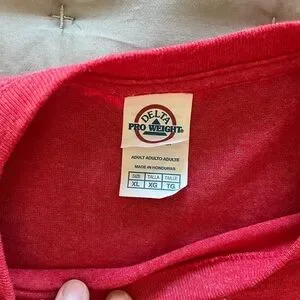 DELTA
PRO WEIGHT®
ADULT ADULTO ADULTE
MADE IN HONDURAS
SIZE TALLA TAILLE
XL XG TG